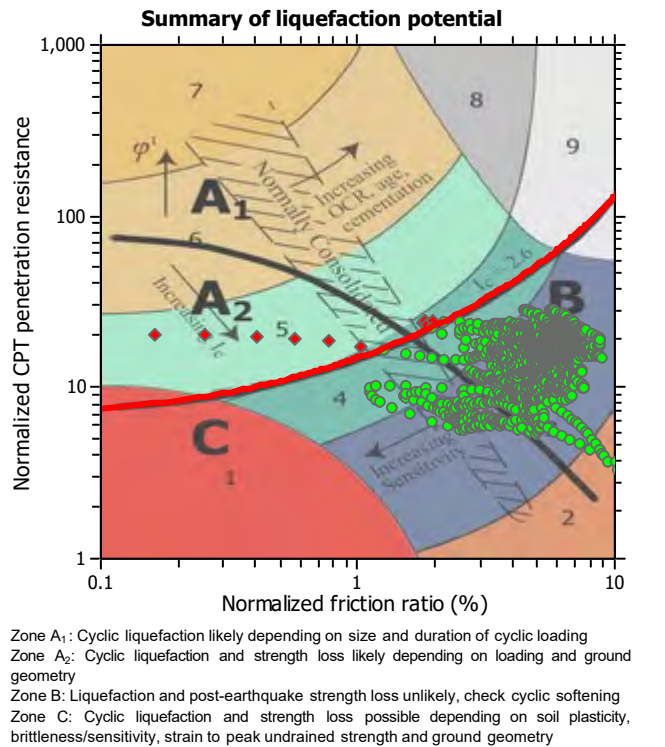 Summary of liquefaction potential
Normalized CPT penetration resistance
1,000
100
10
1
7
8
9
φ'
A1
Increasing
OCR, age,
cementation
Normally Consolidated
6
Ic = 2.6
A2
B
Increasing Ic
5
4
C
Increasing
Sensitivity
1
2
0.1
1
10
Normalized friction ratio (%)
Zone A1: Cyclic liquefaction likely depending on size and duration of cyclic loading
Zone A2: Cyclic liquefaction and strength loss likely depending on loading and ground
geometry
Zone B: Liquefaction and post-earthquake strength loss unlikely, check cyclic softening
Zone C: Cyclic liquefaction and strength loss possible depending on soil plasticity,
brittleness/sensitivity, strain to peak undrained strength and ground geometry